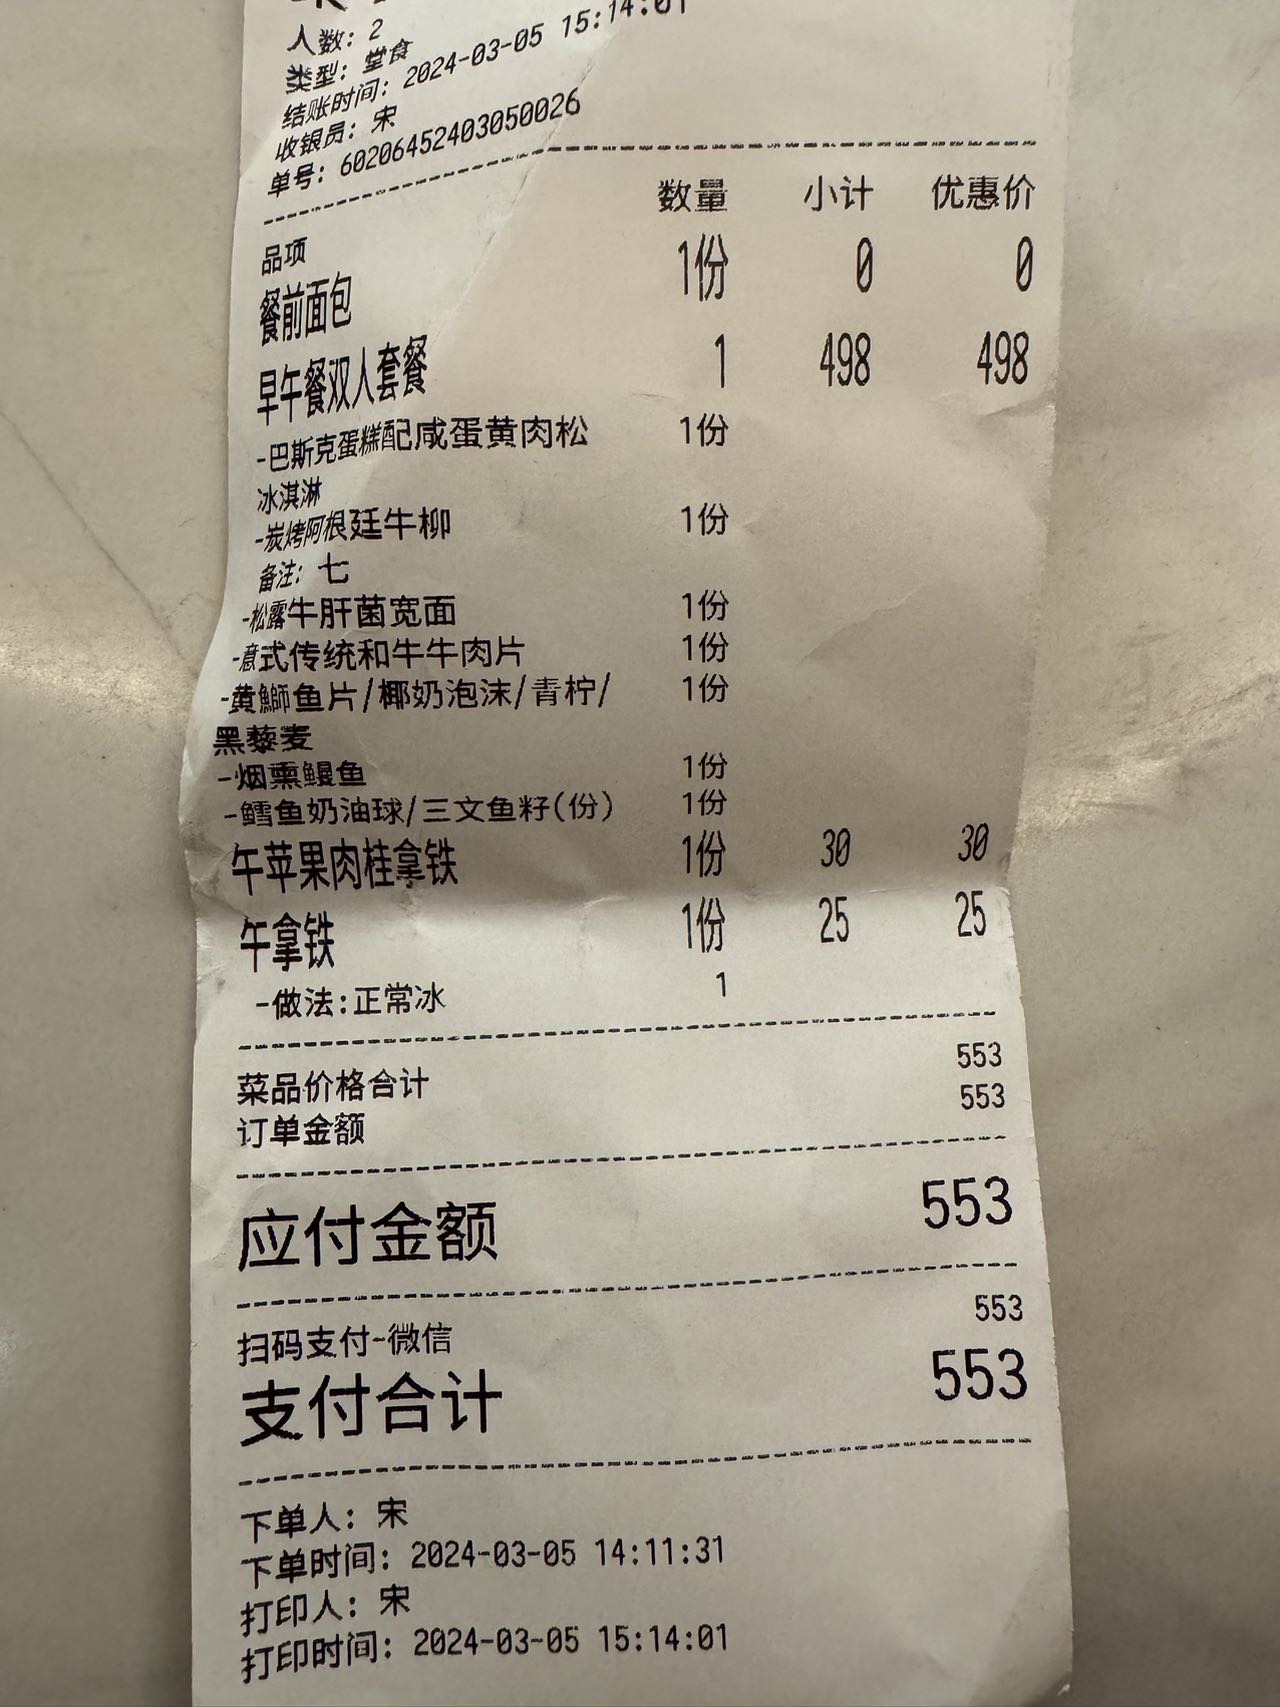 人数: 2
类型: 堂食
结账时间: 2024-03-05 15:14:01
收银员: 宋
单号: 60206452403050026
品项 数量 小计 优惠价
餐前面包 1份 0 0
早午餐双人套餐 1 498 498
-巴斯克蛋糕配咸蛋黄肉松 1份
冰淇淋
-炭烤阿根廷牛柳 1份
备注: 七
-松露牛肝菌宽面 1份
-意式传统和牛牛肉片 1份
-黄鰤鱼片/椰奶泡沫/青柠/ 1份
黑藜麦
-烟熏鳗鱼 1份
-鳕鱼奶油球/三文鱼籽(份) 1份
午苹果肉桂拿铁 1份 30 30
午拿铁 1份 25 25
-做法:正常冰 1
菜品价格合计 553
订单金额 553
应付金额 553
扫码支付-微信 553
支付合计 553
下单人: 宋
下单时间: 2024-03-05 14:11:31
打印人: 宋
打印时间: 2024-03-05 15:14:01